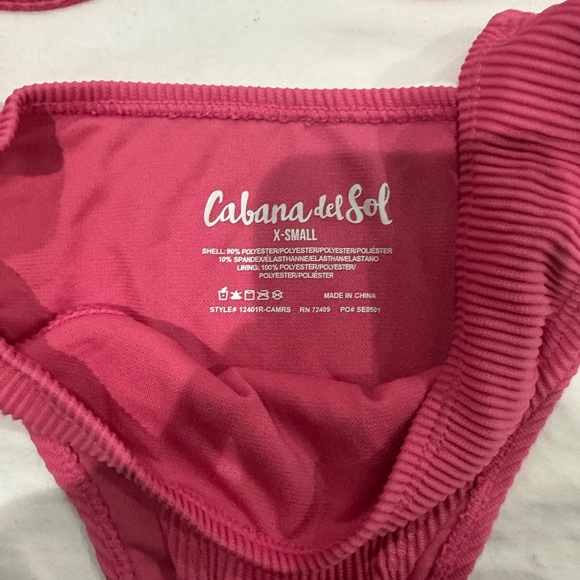 Cabana del Sol
X-SMALL
SHELL: 90% POLYESTER/POLYESTER/POLYESTER/POLIÉSTER
10% SPANDEX/ÉLASTHANNE/ELASTHAN/ELASTANO
LINING: 100% POLYESTER/POLYESTER/
POLYESTER/POLIÉSTER
MADE IN CHINA
STYLE# 12401R-CAMRS RN 72409 PO# SE0501